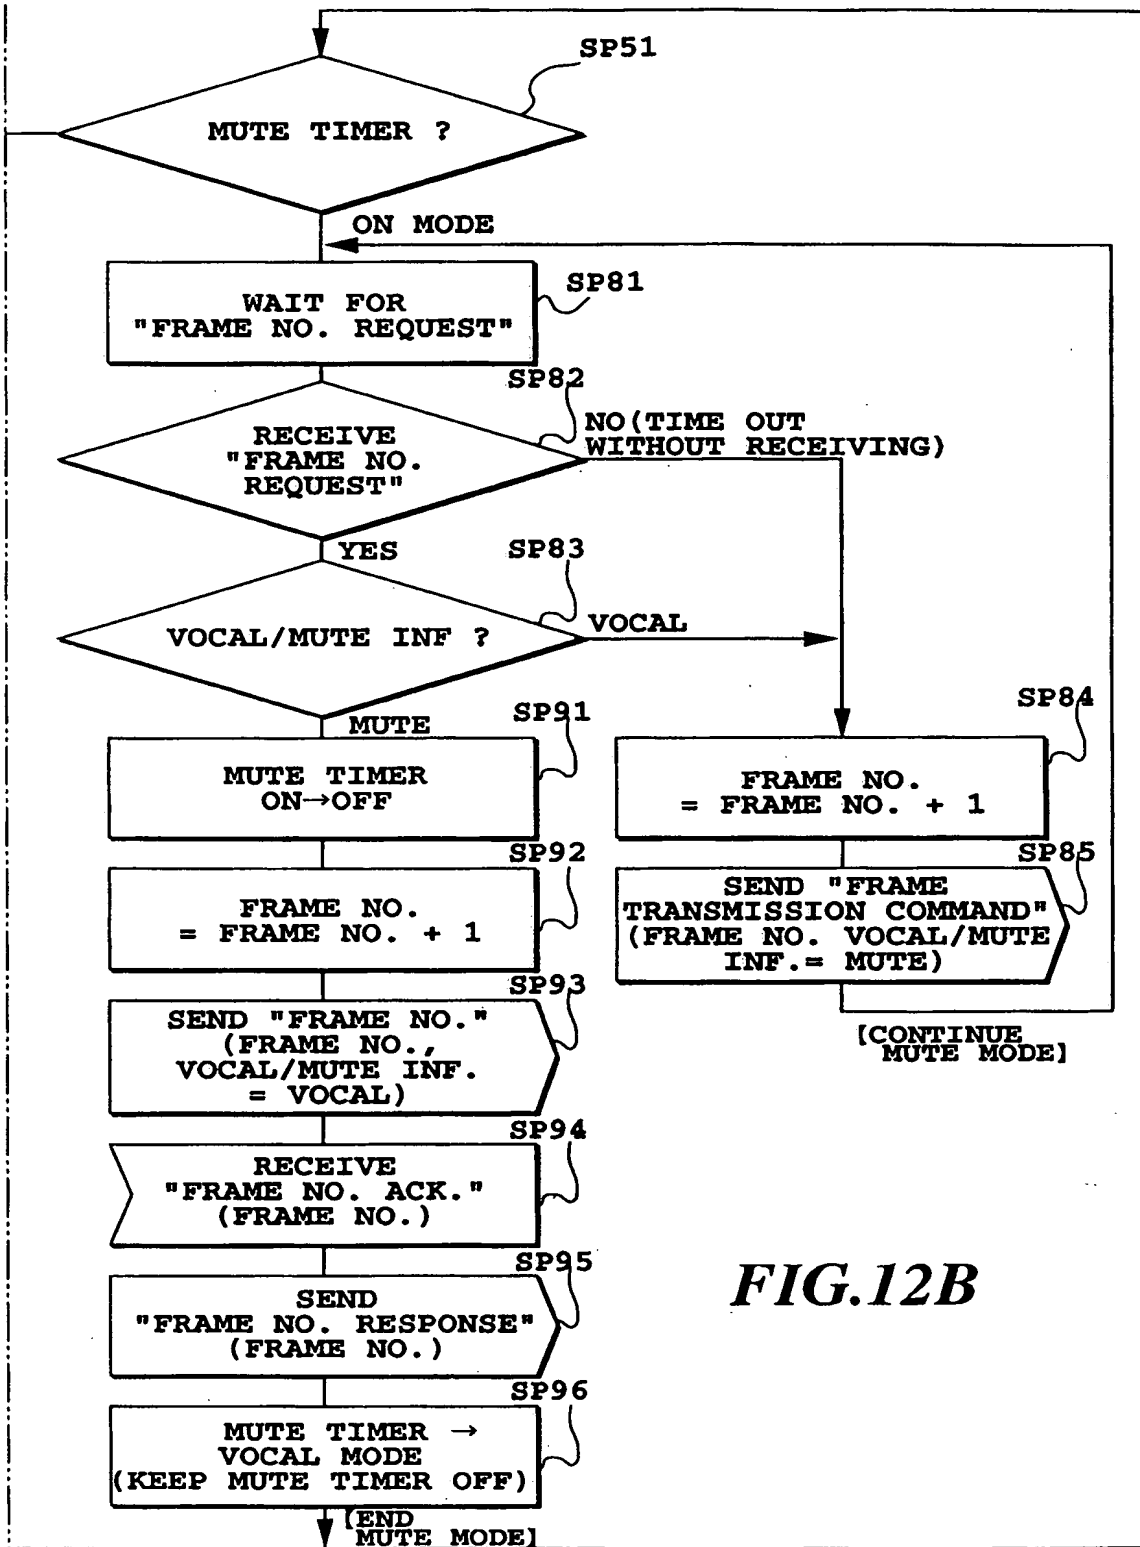 SP51
MUTE TIMER ?
ON MODE
SP81
WAIT FOR
"FRAME NO. REQUEST"
SP82
RECEIVE
"FRAME NO.
REQUEST"
NO(TIME OUT
WITHOUT RECEIVING)
YES
SP83
VOCAL/MUTE INF ?
VOCAL
MUTE
SP91
MUTE TIMER
ON→OFF
SP84
FRAME NO.
= FRAME NO. + 1
SP92
FRAME NO.
= FRAME NO. + 1
SP85
SEND "FRAME
TRANSMISSION COMMAND"
(FRAME NO. VOCAL/MUTE
INF.= MUTE)
[CONTINUE
MUTE MODE]
SP93
SEND "FRAME NO."
(FRAME NO.,
VOCAL/MUTE INF.
= VOCAL)
SP94
RECEIVE
"FRAME NO. ACK."
(FRAME NO.)
SP95
SEND
"FRAME NO. RESPONSE"
(FRAME NO.)
SP96
MUTE TIMER →
VOCAL MODE
(KEEP MUTE TIMER OFF)
[END
MUTE MODE]
FIG.12B